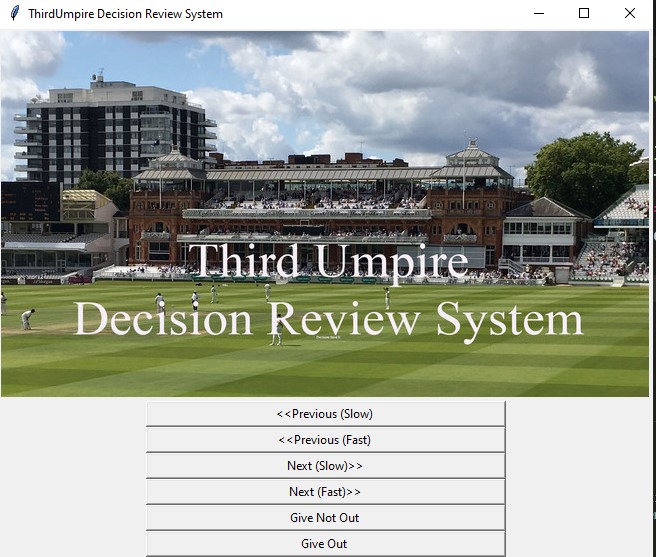 ThirdUmpire Decision Review System
Third Umpire
Decision Review System
<<Previous (Slow)
<<Previous (Fast)
Next (Slow)>>
Next (Fast)>>
Give Not Out
Give Out